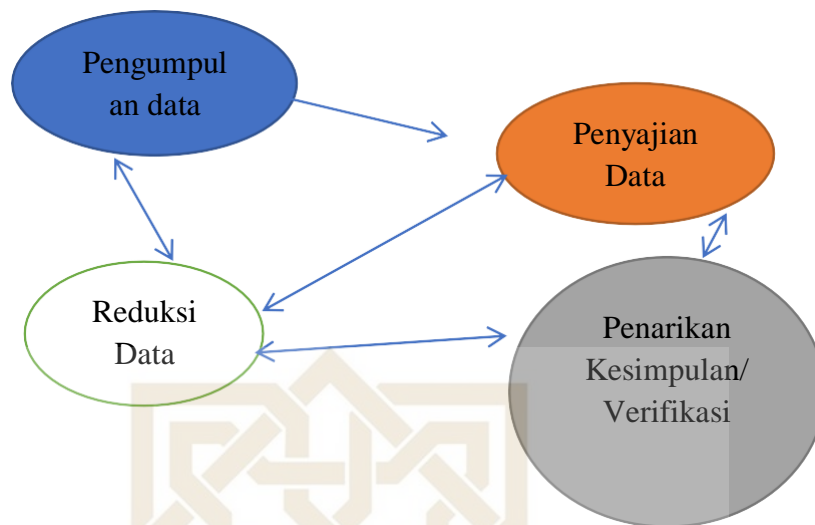 Pengumpul
an data
Penyajian
Data
Reduksi
Data
Penarikan
Kesimpulan/
Verifikasi